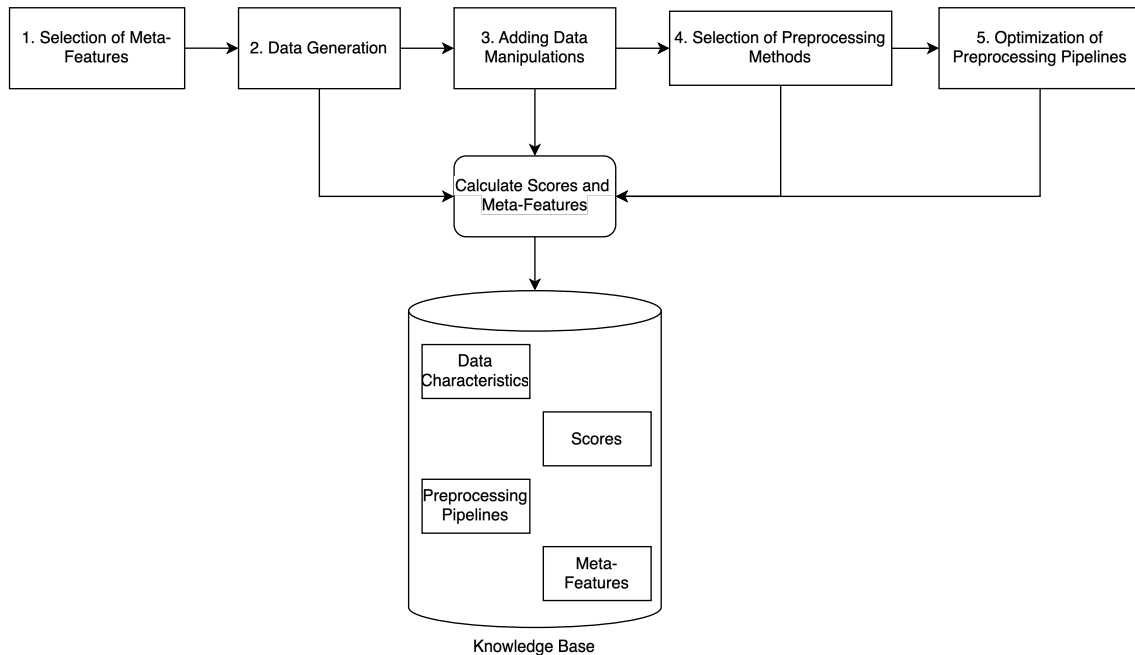 1. Selection of Meta-
Features
2. Data Generation
3. Adding Data
Manipulations
4. Selection of Preprocessing
Methods
5. Optimization of
Preprocessing Pipelines
Calculate Scores and
Meta-Features
Data
Characteristics
Scores
Preprocessing
Pipelines
Meta-
Features
Knowledge Base